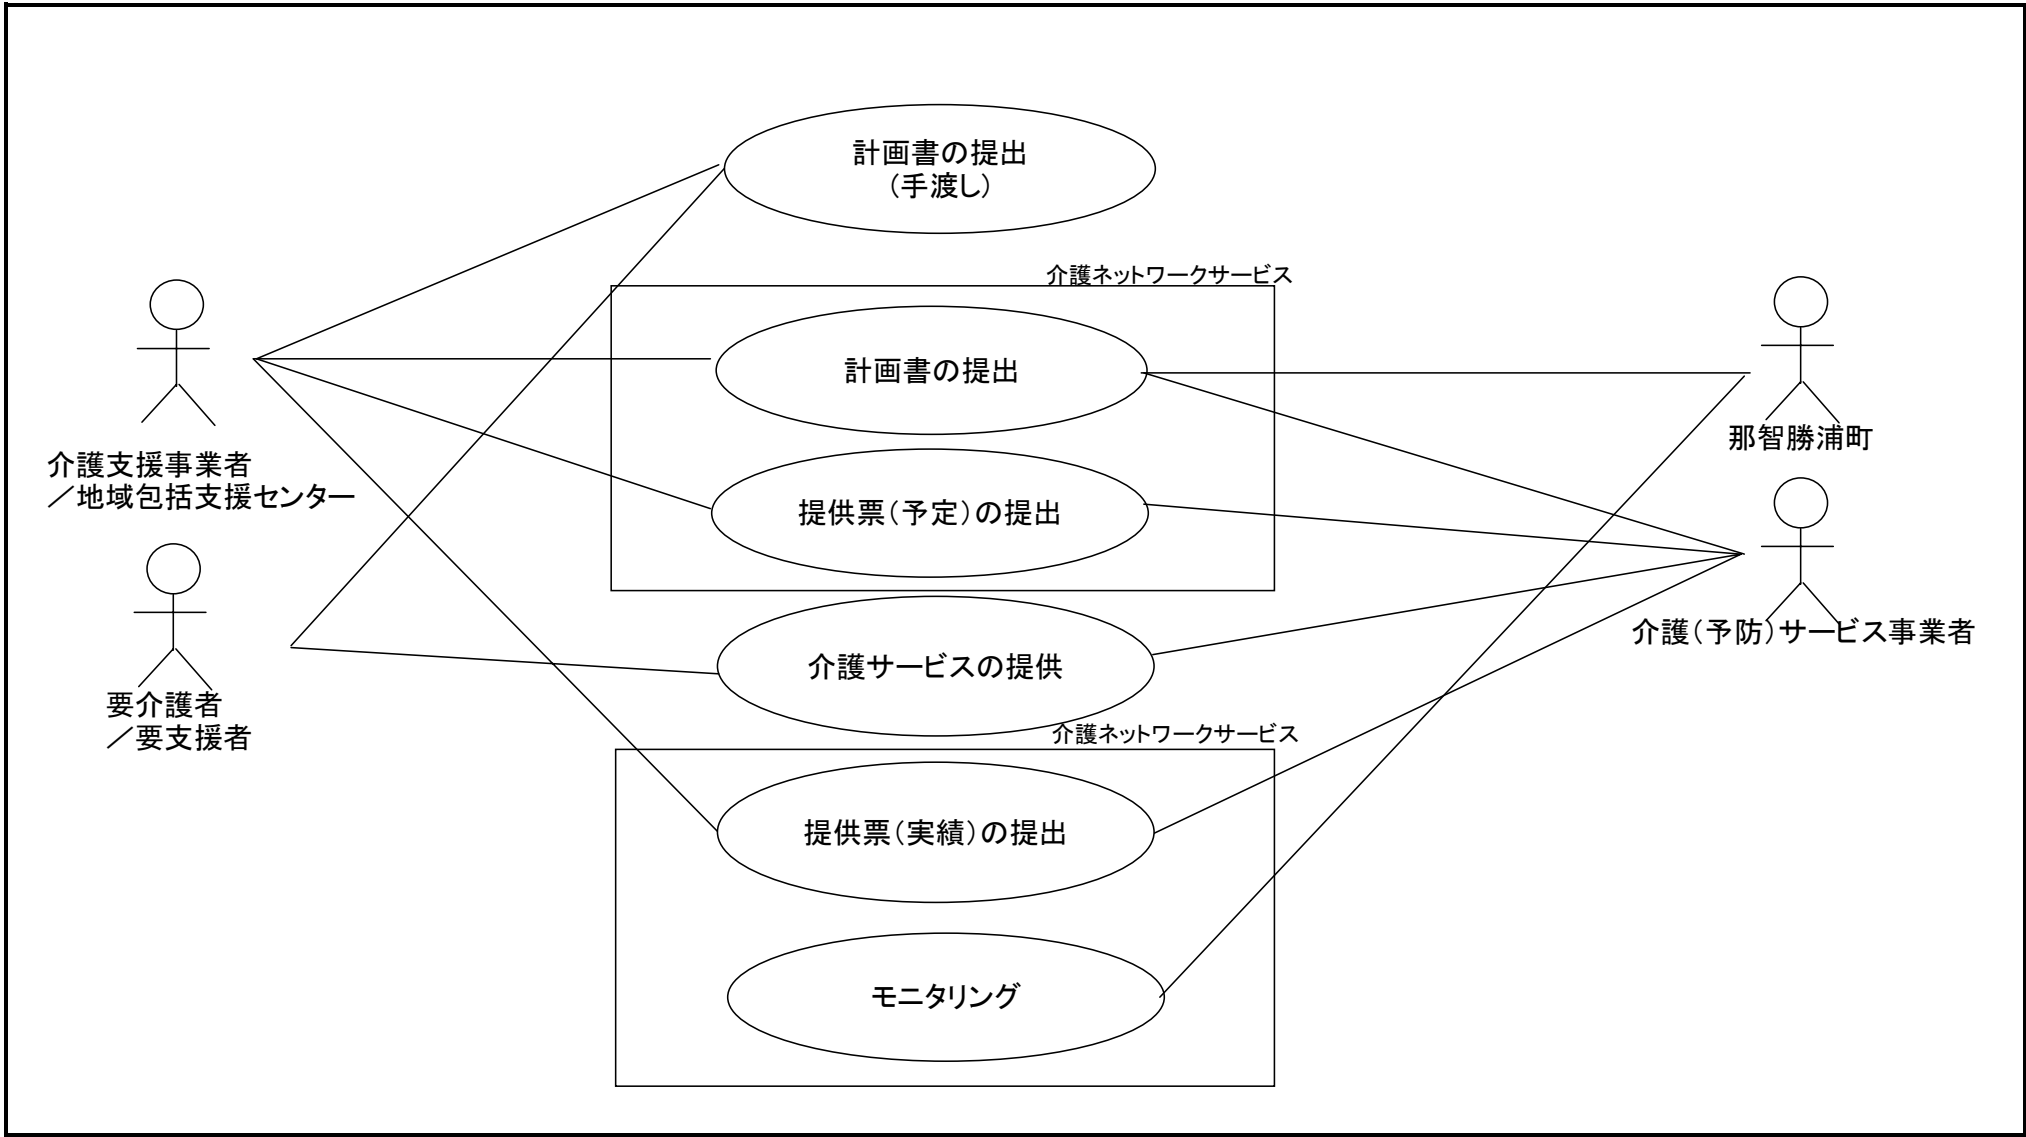 計画書の提出
（手渡し）
介護ネットワークサービス
計画書の提出
那智勝浦町
介護支援事業者
／地域包括支援センター
提供票（予定）の提出
介護（予防）サービス事業者
介護サービスの提供
要介護者
／要支援者
介護ネットワークサービス
提供票（実績）の提出
モニタリング